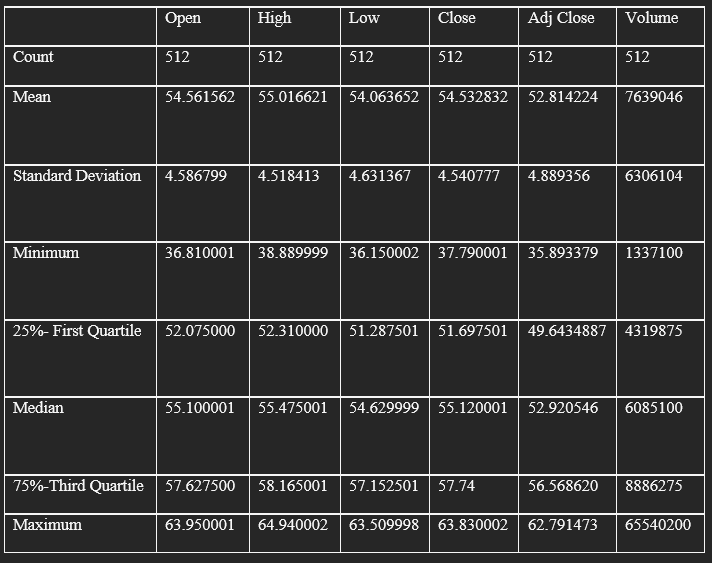 Open High Low Close Adj Close Volume
Count 512 512 512 512 512 512
Mean 54.561562 55.016621 54.063652 54.532832 52.814224 7639046
Standard Deviation 4.586799 4.518413 4.631367 4.540777 4.889356 6306104
Minimum 36.810001 38.889999 36.150002 37.790001 35.893379 1337100
25%- First Quartile 52.075000 52.310000 51.287501 51.697501 49.6434887 4319875
Median 55.100001 55.475001 54.629999 55.120001 52.920546 6085100
75%-Third Quartile 57.627500 58.165001 57.152501 57.74 56.568620 8886275
Maximum 63.950001 64.940002 63.509998 63.830002 62.791473 65540200